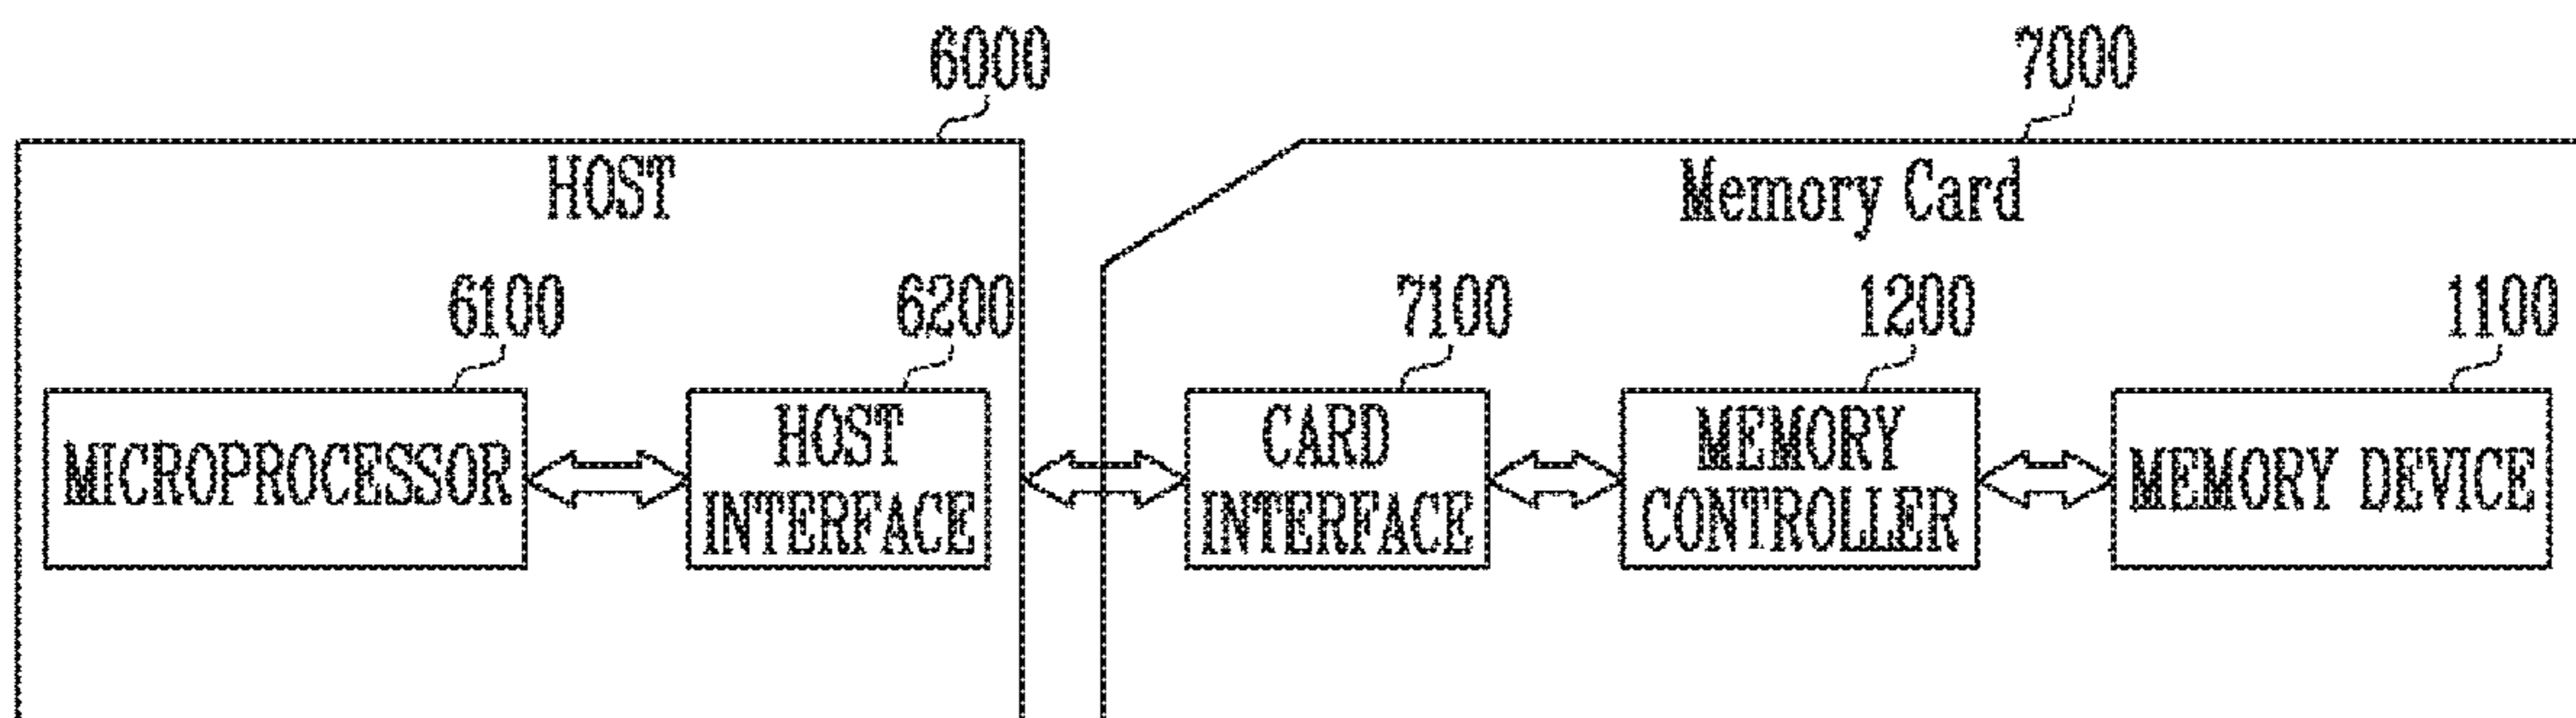 6000
7000
HOST
Memory Card
6100
6200
7100
1200
1100
MICROPROCESSOR
HOST
INTERFACE
CARD
INTERFACE
MEMORY
CONTROLLER
MEMORY DEVICE